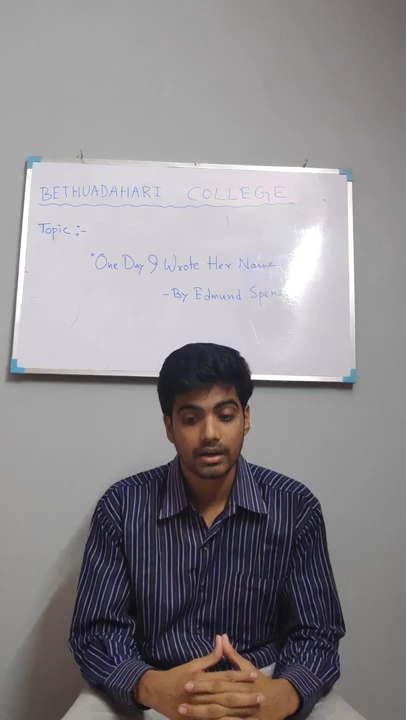 BETHUADAHARI COLLEGE
Topic:-
"One Day I Wrote Her Name
-By Edmund